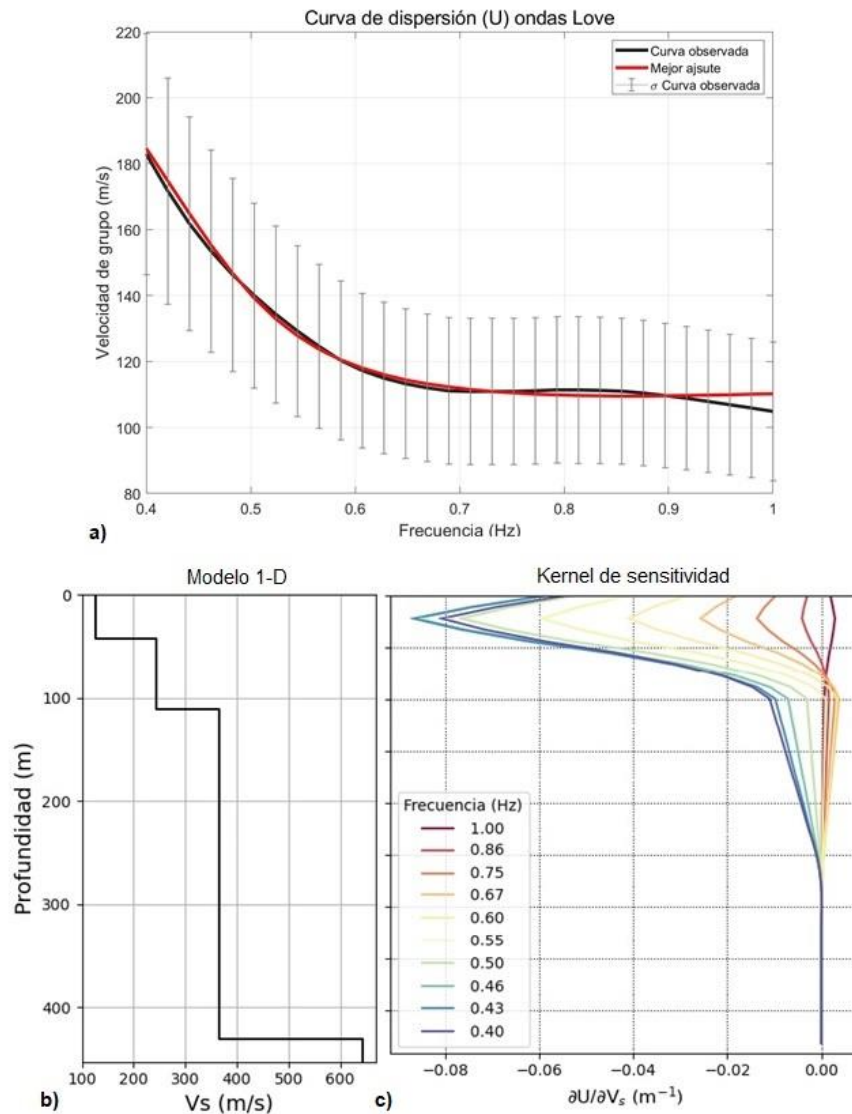 Curva de dispersión (U) ondas Love
220
200
180
160
140
120
100
80
Velocidad de grupo (m/s)
Curva observada
Mejor ajsute
σ Curva observada
0.4 0.5 0.6 0.7 0.8 0.9 1
Frecuencia (Hz)
a)
Modelo 1-D
0
100
200
300
400
Profundidad (m)
100 200 300 400 500 600
Vs (m/s)
b)
Kernel de sensitividad
Frecuencia (Hz)
1.00
0.86
0.75
0.67
0.60
0.55
0.50
0.46
0.43
0.40
−0.08 −0.06 −0.04 −0.02 0.00
∂U/∂Vₛ (m⁻¹)
c)